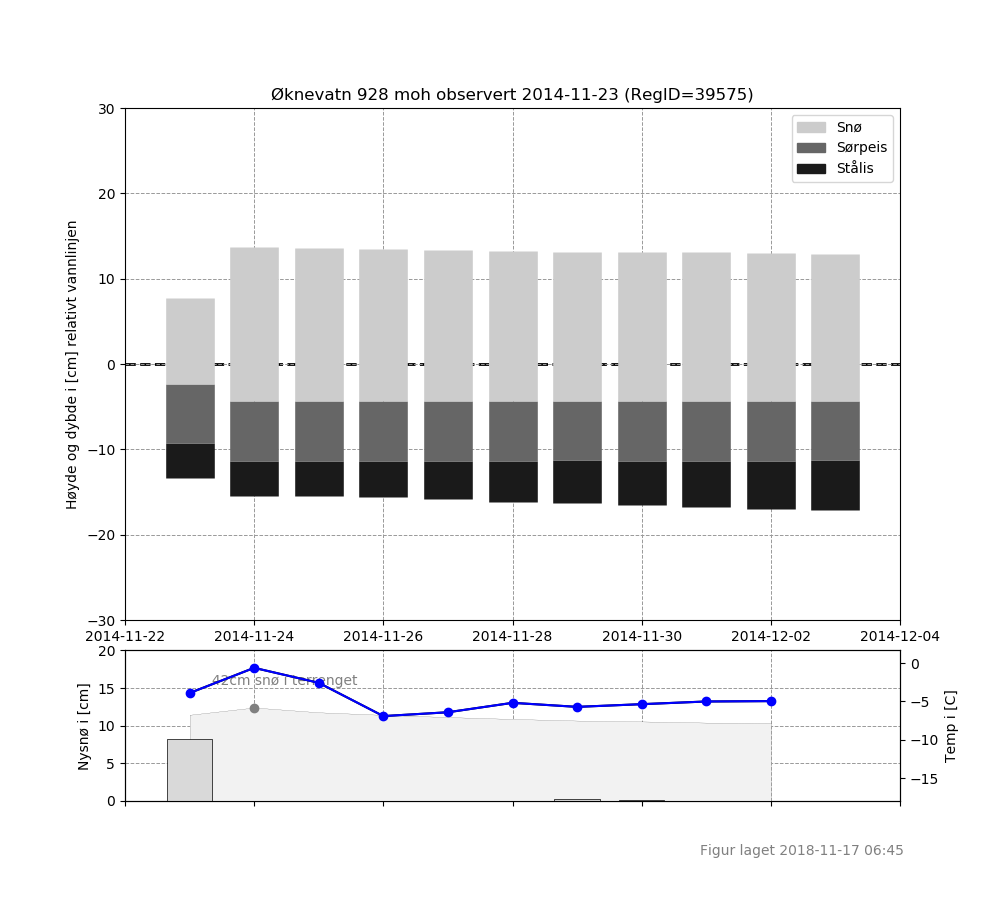 Øknevatn 928 moh observert 2014-11-23 (RegID=39575)
30
20
10
0
−10
−20
−30
Høyde og dybde i [cm] relativt vannlinjen
Snø
Sørpeis
Stålis
2014-11-22 2014-11-24 2014-11-26 2014-11-28 2014-11-30 2014-12-02 2014-12-04
20
15
10
5
0
Nysnø i [cm]
42cm snø i terrenget
0
−5
−10
−15
Temp i [C]
Figur laget 2018-11-17 06:45